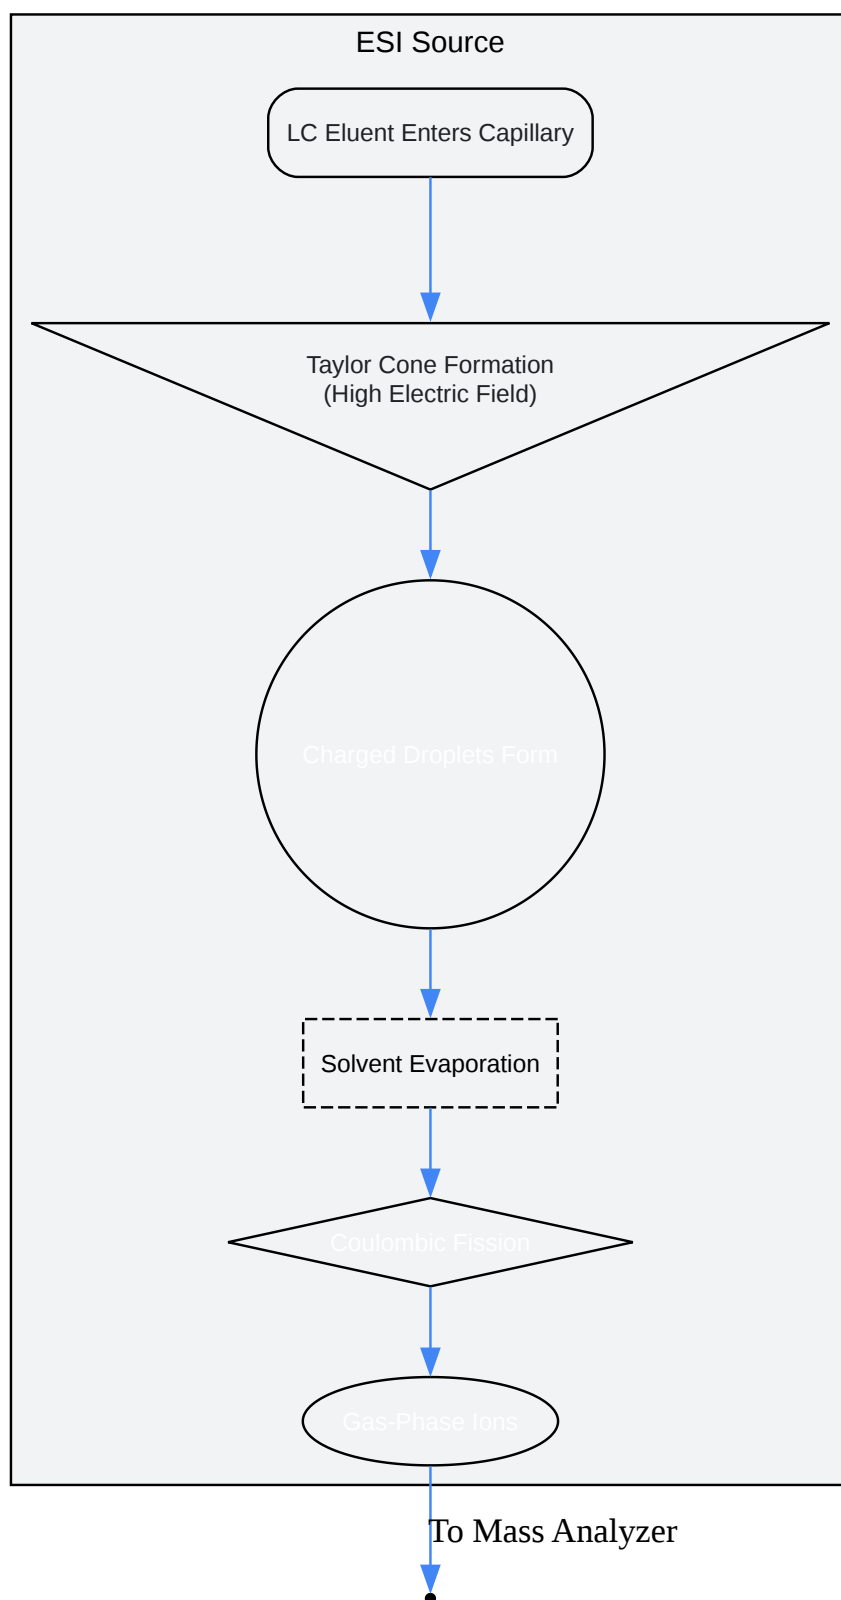 ESI Source
LC Eluent Enters Capillary
Taylor Cone Formation
(High Electric Field)
Charged Droplets Form
Solvent Evaporation
Coulombic Fission
Gas-Phase Ions
To Mass Analyzer